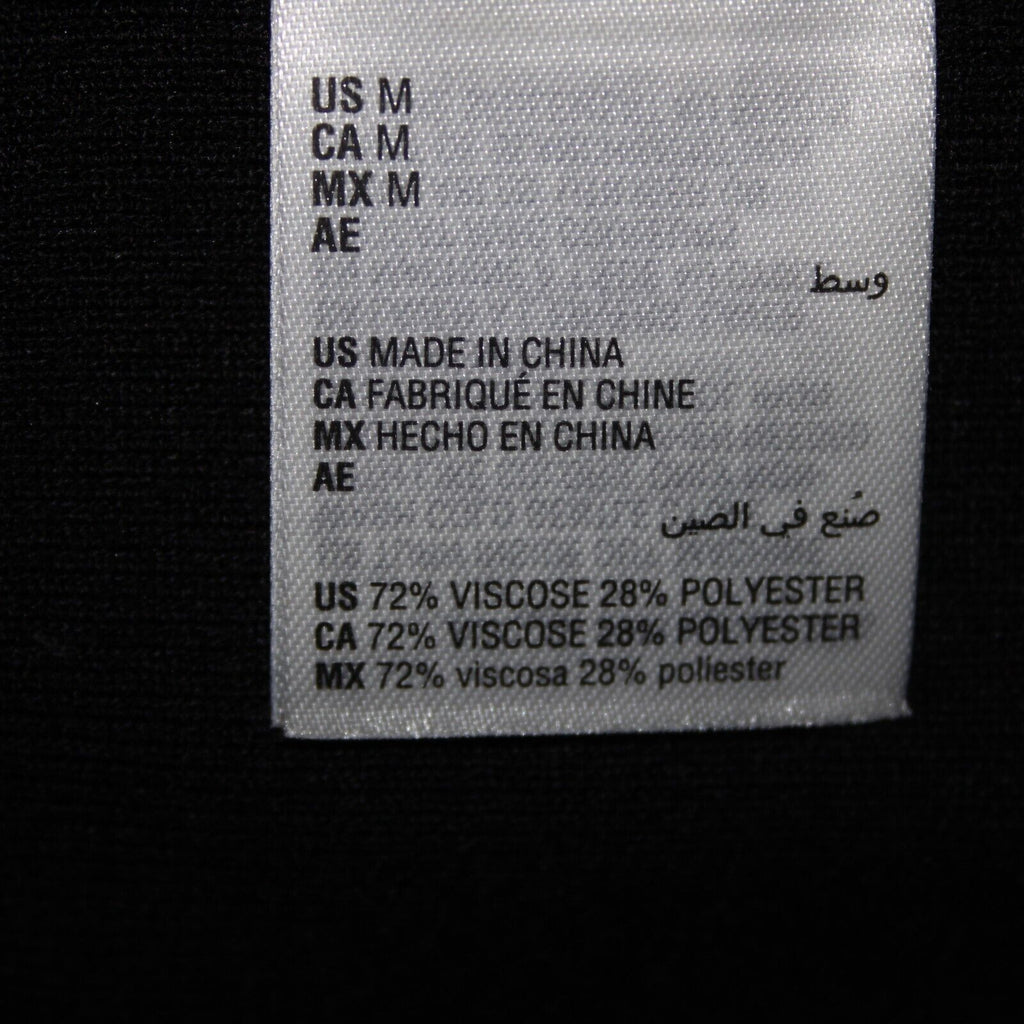 US M
CA M
MX M
AE
وسط
US MADE IN CHINA
CA FABRIQUÉ EN CHINE
MX HECHO EN CHINA
AE
صُنع في الصين
US 72% VISCOSE 28% POLYESTER
CA 72% VISCOSE 28% POLYESTER
MX 72% viscosa 28% poliester